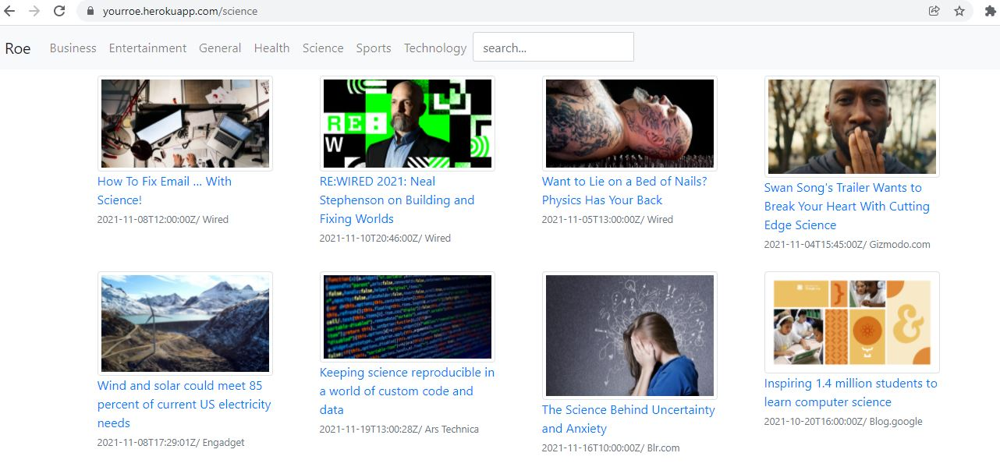 yourroe.herokuapp.com/science
Roe Business Entertainment General Health Science Sports Technology search...
RE:
W
How To Fix Email ... With
Science!
2021-11-08T12:00:00Z/ Wired
RE:WIRED 2021: Neal
Stephenson on Building and
Fixing Worlds
2021-11-10T20:46:00Z/ Wired
Want to Lie on a Bed of Nails?
Physics Has Your Back
2021-11-05T13:00:00Z/ Wired
Swan Song's Trailer Wants to
Break Your Heart With Cutting
Edge Science
2021-11-04T15:45:00Z/ Gizmodo.com
Wind and solar could meet 85
percent of current US electricity
needs
2021-11-08T17:29:01Z/ Engadget
Keeping science reproducible in
a world of custom code and
data
2021-11-19T13:00:28Z/ Ars Technica
The Science Behind Uncertainty
and Anxiety
2021-11-16T10:00:00Z/ Blr.com
&
Inspiring 1.4 million students to
learn computer science
2021-10-20T16:00:00Z/ Blog.google